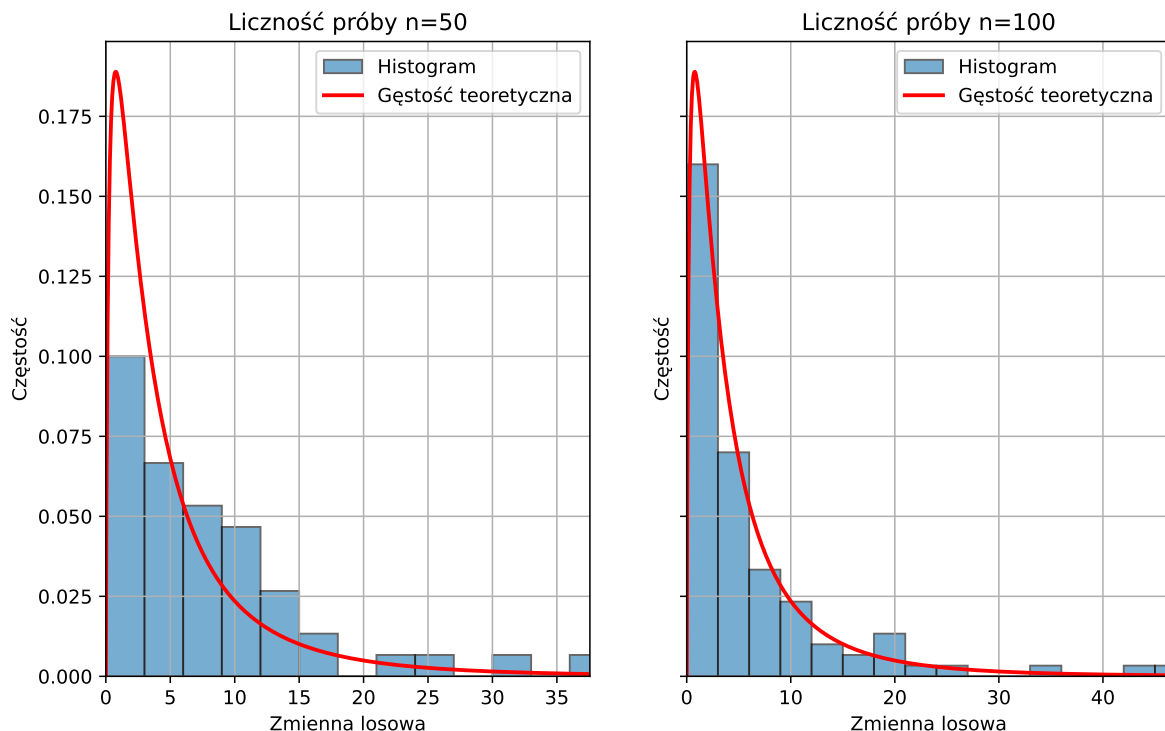 Liczność próby n=50
Histogram
Gęstość teoretyczna
Częstość
0.175
0.150
0.125
0.100
0.075
0.050
0.025
0.000
0 5 10 15 20 25 30 35
Zmienna losowa
Liczność próby n=100
Histogram
Gęstość teoretyczna
Częstość
0 10 20 30 40
Zmienna losowa